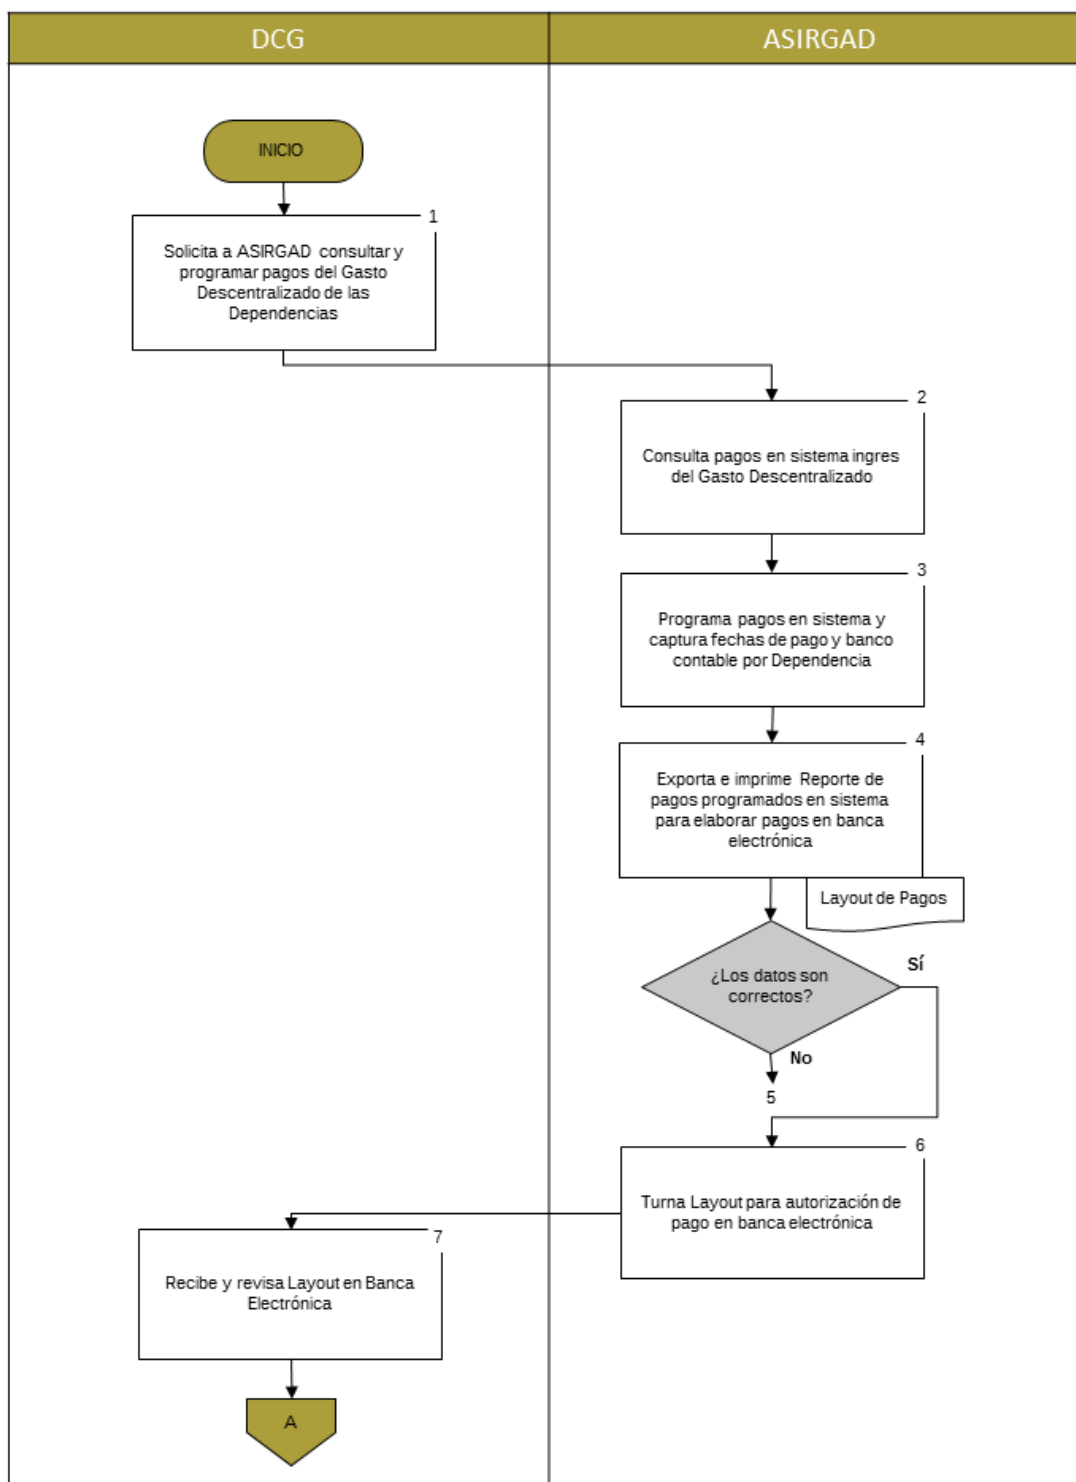 DCG
ASIRGAD
INICIO
1
Solicita a ASIRGAD consultar y
programar pagos del Gasto
Descentralizado de las
Dependencias
2
Consulta pagos en sistema ingres
del Gasto Descentralizado
3
Programa pagos en sistema y
captura fechas de pago y banco
contable por Dependencia
4
Exporta e imprime Reporte de
pagos programados en sistema
para elaborar pagos en banca
electrónica
Layout de Pagos
¿Los datos son
correctos?
Sí
No
5
6
Turna Layout para autorización de
pago en banca electrónica
7
Recibe y revisa Layout en Banca
Electrónica
A